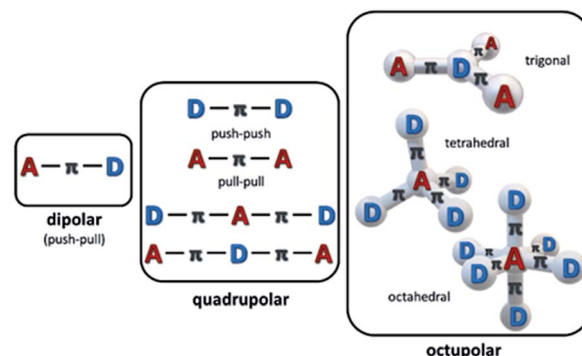 A – π – D
dipolar
(push-pull)
D – π – D
push-push
A – π – A
pull-pull
D – π – A – π – D
A – π – D – π – A
quadrupolar
A π D π A π A
trigonal
D π A π D π D π D
tetrahedral
D π A π D π D π D π D π D
octahedral
octupolar